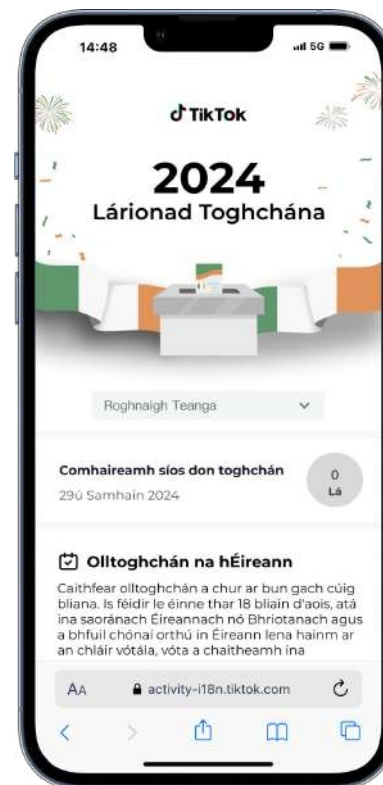 14:48
5G
TikTok
2024
Lárionad Toghchána
Roghnaigh Teanga
Comhaireamh síos don toghchán
29ú Samhain 2024
0
Lá
Olltoghchán na hÉireann
Caithfear olltoghchán a chur ar bun gach cúig
bliana. Is féidir le éinne thar 18 bliain d'aois, atá
ina saoránach Éireannach nó Bhriotanach agus
a bhfuil chónaí orthú in Éireann lena hainm ar
an chláir vótála, vóta a chaitheamh ina
AA
activity-i18n.tiktok.com